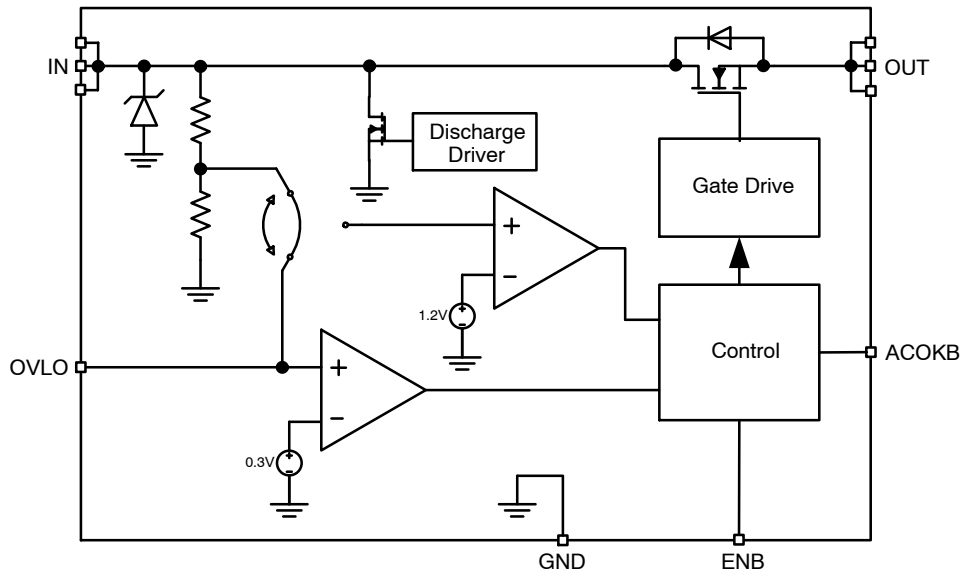 IN
OUT
Discharge
Driver
Gate Drive
+
−
1.2V
+
−
Control
OVLO
ACOKB
+
−
0.3V
+
−
GND
ENB